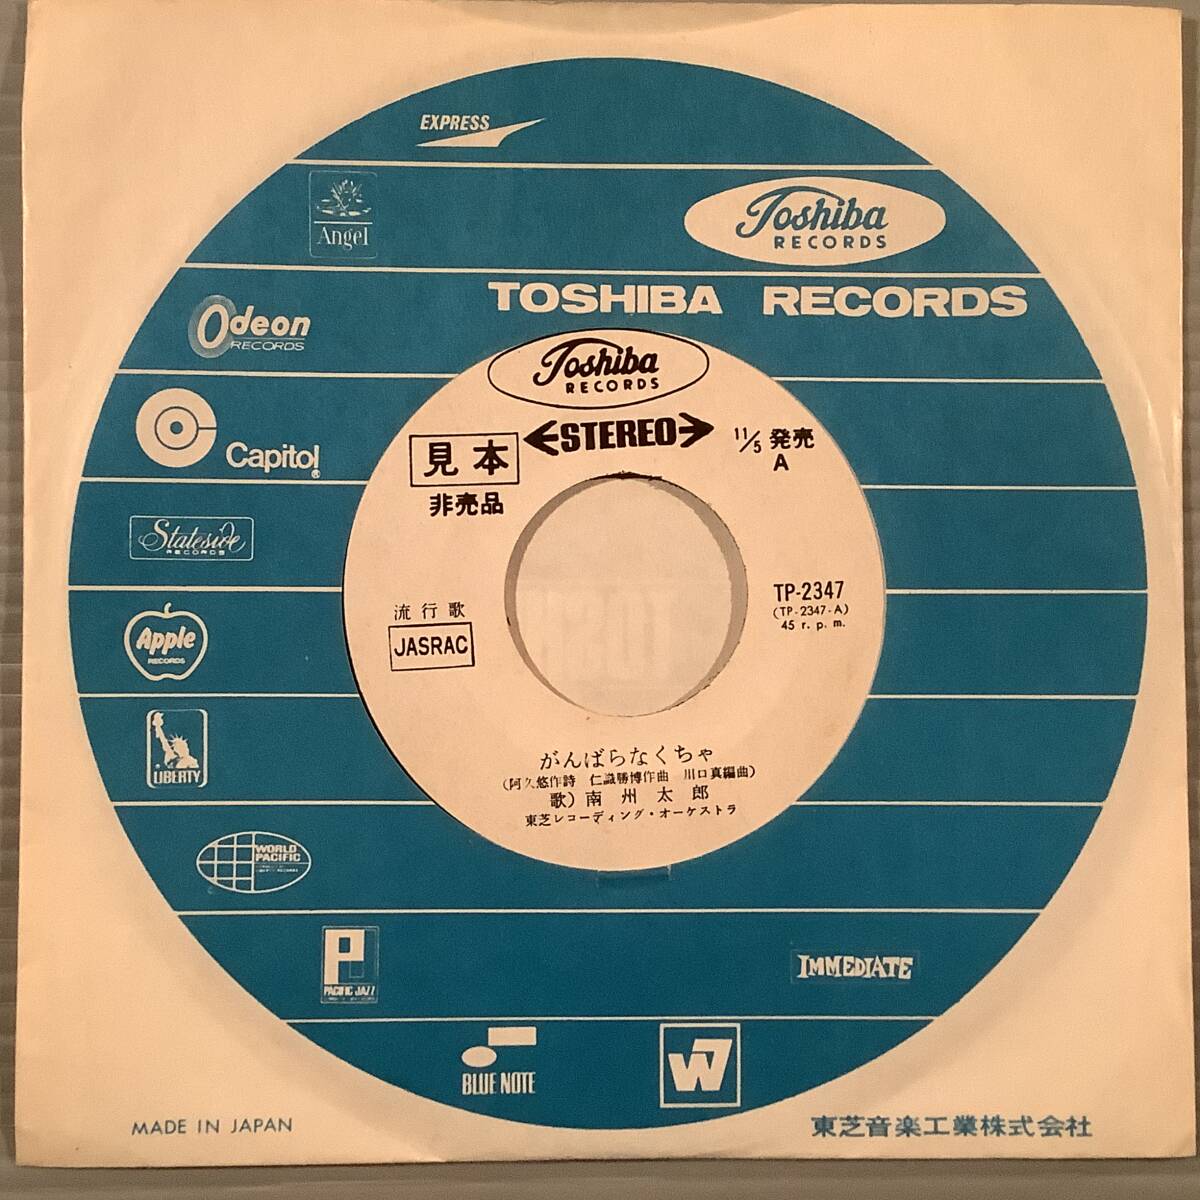 EXPRESS
Angel
Toshiba
RECORDS
TOSHIBA RECORDS
Odeon
RECORDS
Capitol®
Stateside
RECORDS
Apple
RECORDS
LIBERTY
WORLD
PACIFIC
P
PACIFIC JAZZ
IMMEDIATE
BLUE NOTE
W7
MADE IN JAPAN
東芝音楽工業株式会社
Toshiba
RECORDS
STEREO
見本
非売品
11/5 発売
A
流行歌
JASRAC
TP-2347
(TP-2347-A)
45 r. p. m.
がんばらなくちゃ
(阿久悠作詩 仁識勝博作曲 川口真編曲)
歌) 南州太郎
東芝レコーディング・オーケストラ